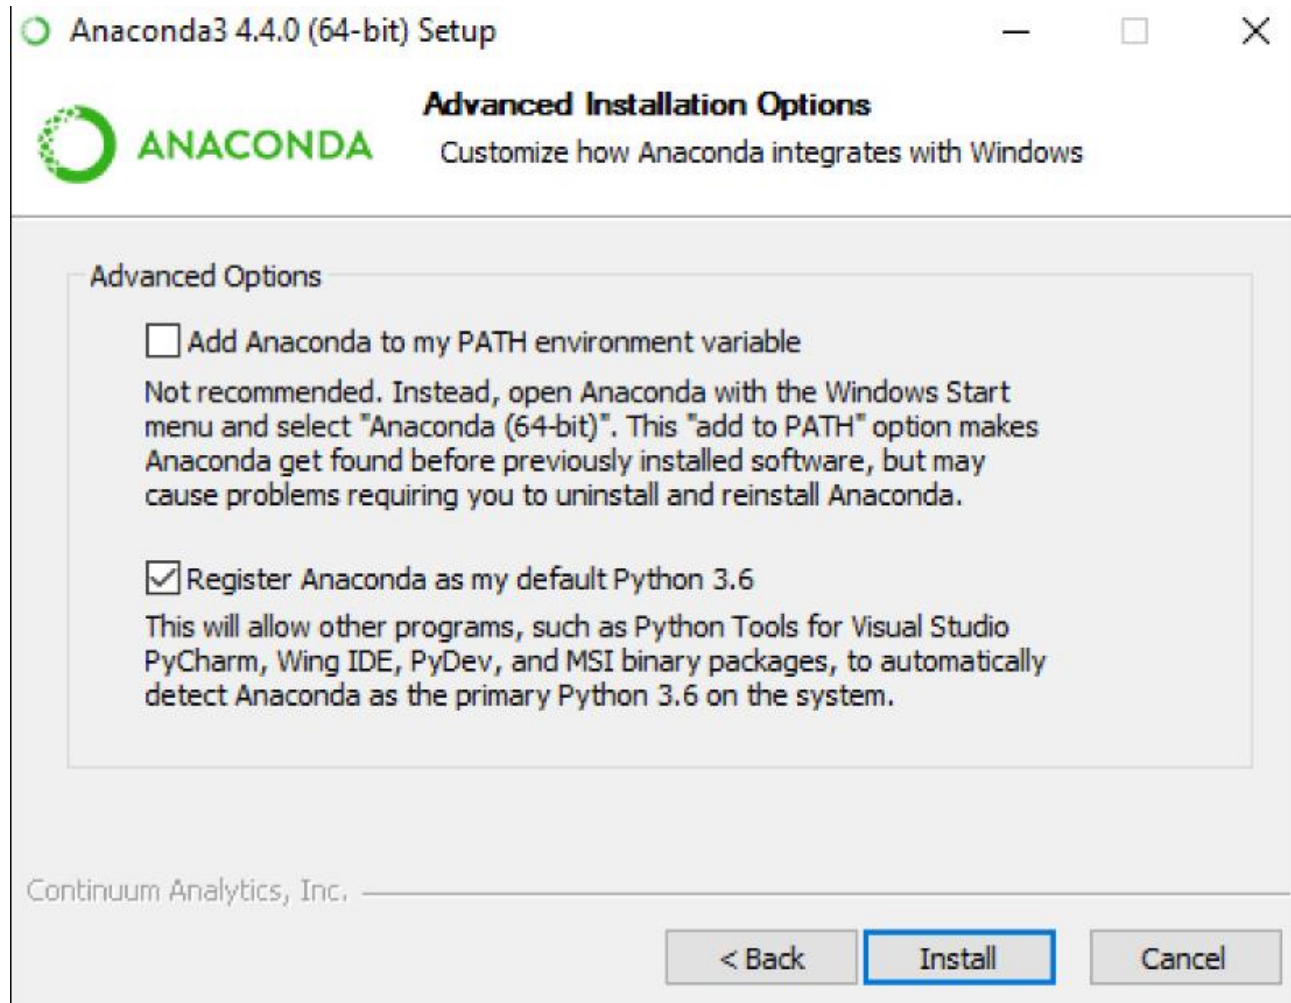 Anaconda3 4.4.0 (64-bit) Setup
ANACONDA
Advanced Installation Options
Customize how Anaconda integrates with Windows
Advanced Options
Add Anaconda to my PATH environment variable
Not recommended. Instead, open Anaconda with the Windows Start
menu and select "Anaconda (64-bit)". This "add to PATH" option makes
Anaconda get found before previously installed software, but may
cause problems requiring you to uninstall and reinstall Anaconda.
Register Anaconda as my default Python 3.6
This will allow other programs, such as Python Tools for Visual Studio
PyCharm, Wing IDE, PyDev, and MSI binary packages, to automatically
detect Anaconda as the primary Python 3.6 on the system.
Continuum Analytics, Inc.
< Back Install Cancel